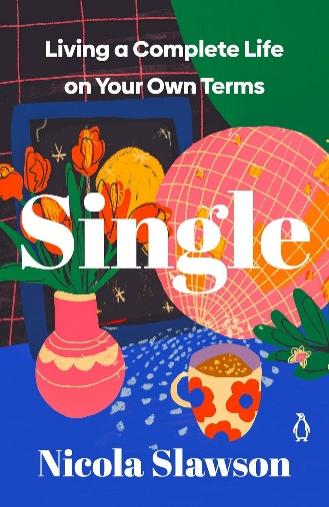 Living a Complete Life
on Your Own Terms
Single
Nicola Slawson